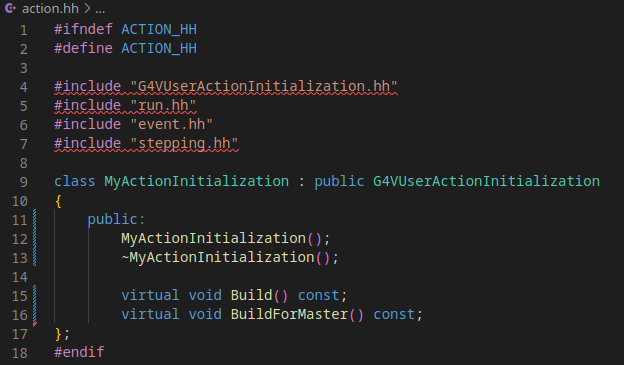 action.hh > ...
1 #ifndef ACTION_HH
2 #define ACTION_HH
3
4 #include "G4VUserActionInitialization.hh"
5 #include "run.hh"
6 #include "event.hh"
7 #include "stepping.hh"
8
9 class MyActionInitialization : public G4VUserActionInitialization
10 {
11     public:
12         MyActionInitialization();
13         ~MyActionInitialization();
14
15         virtual void Build() const;
16         virtual void BuildForMaster() const;
17 };
18 #endif